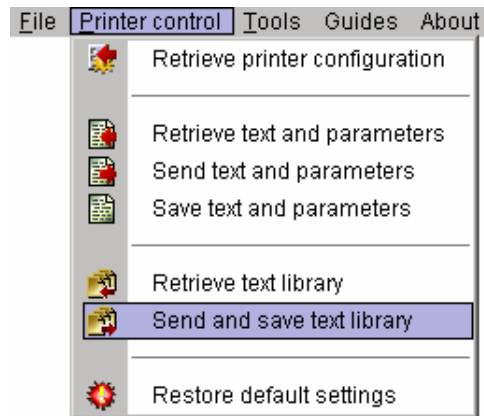 File Printer control Tools Guides About
Retrieve printer configuration
Retrieve text and parameters
Send text and parameters
Save text and parameters
Retrieve text library
Send and save text library
Restore default settings